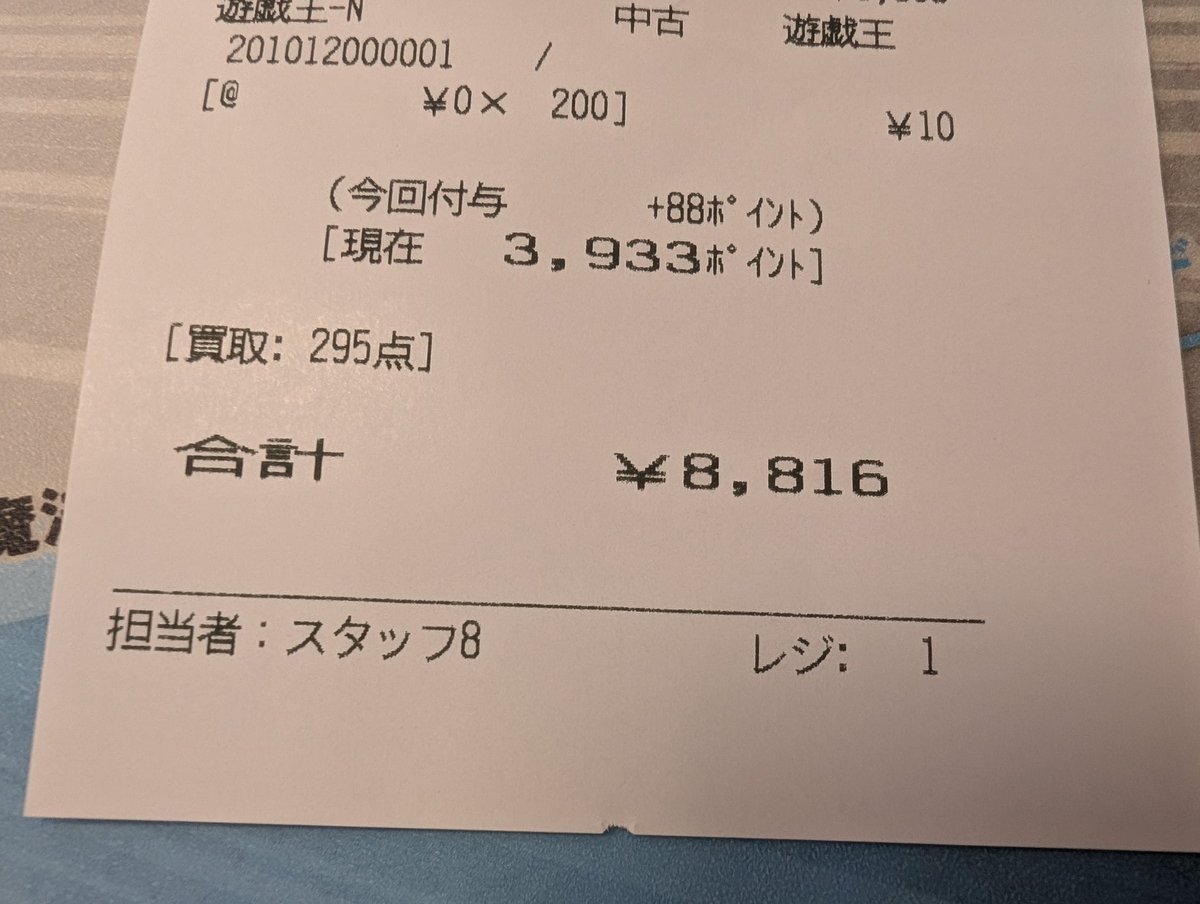 遊戯王-N 中古 遊戯王
201012000001 /
[@ ¥0× 200] ¥10
(今回付与 +88ポイント)
[現在 3,933ポイント]
[買取: 295点]
合計 ¥8,816
担当者：スタッフ8 レジ: 1